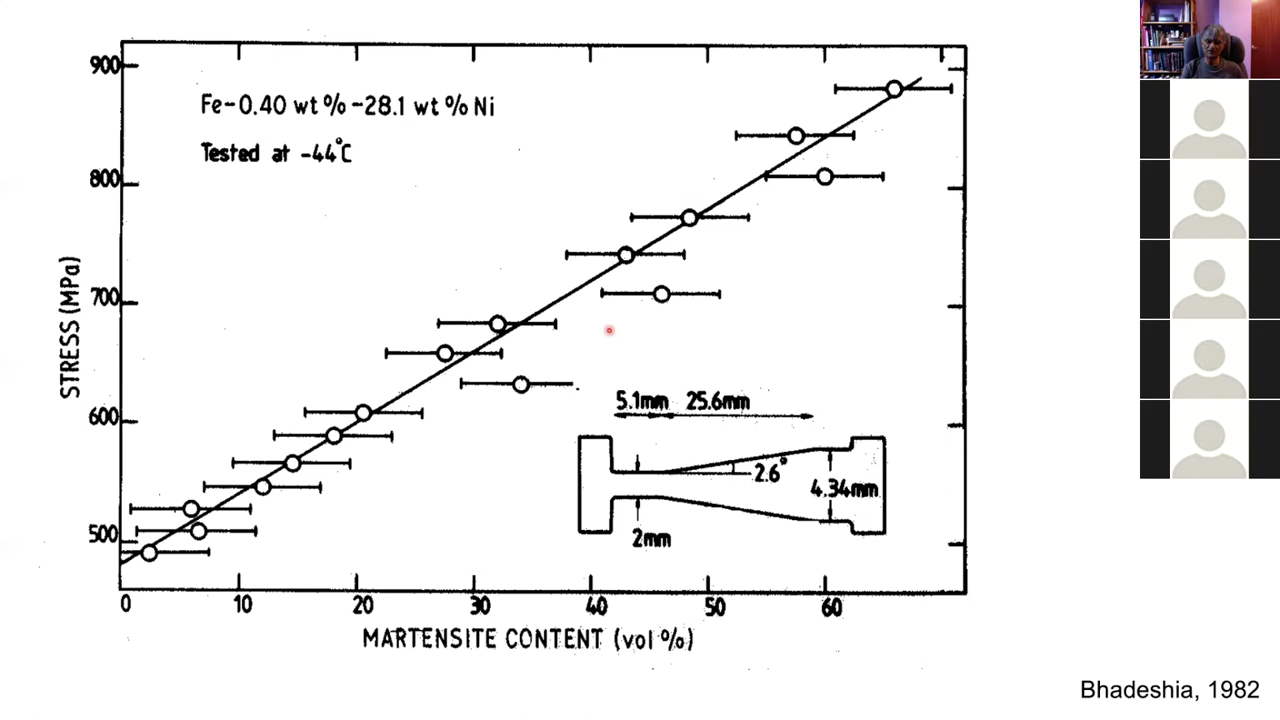 Fe-0.40 wt%-28.1 wt%Ni
Tested at -44°C
STRESS (MPa)
900
800
700
600
500
5.1mm 25.6mm
2.6°
4.34mm
2mm
0 10 20 30 40 50 60
MARTENSITE CONTENT (vol%)
Bhadeshia, 1982